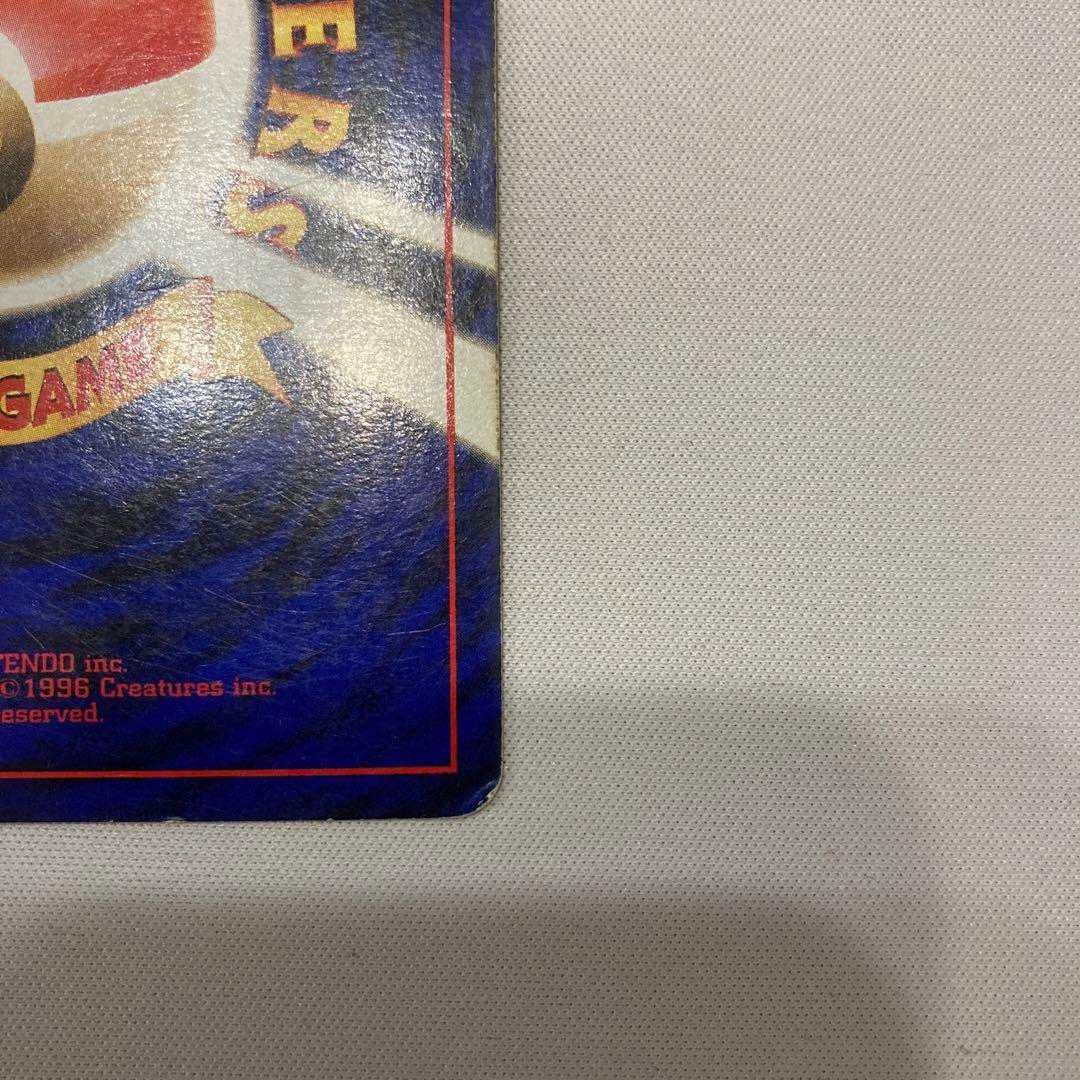 ERS
GAME
TENDO inc.
©1996 Creatures inc.
eserved.